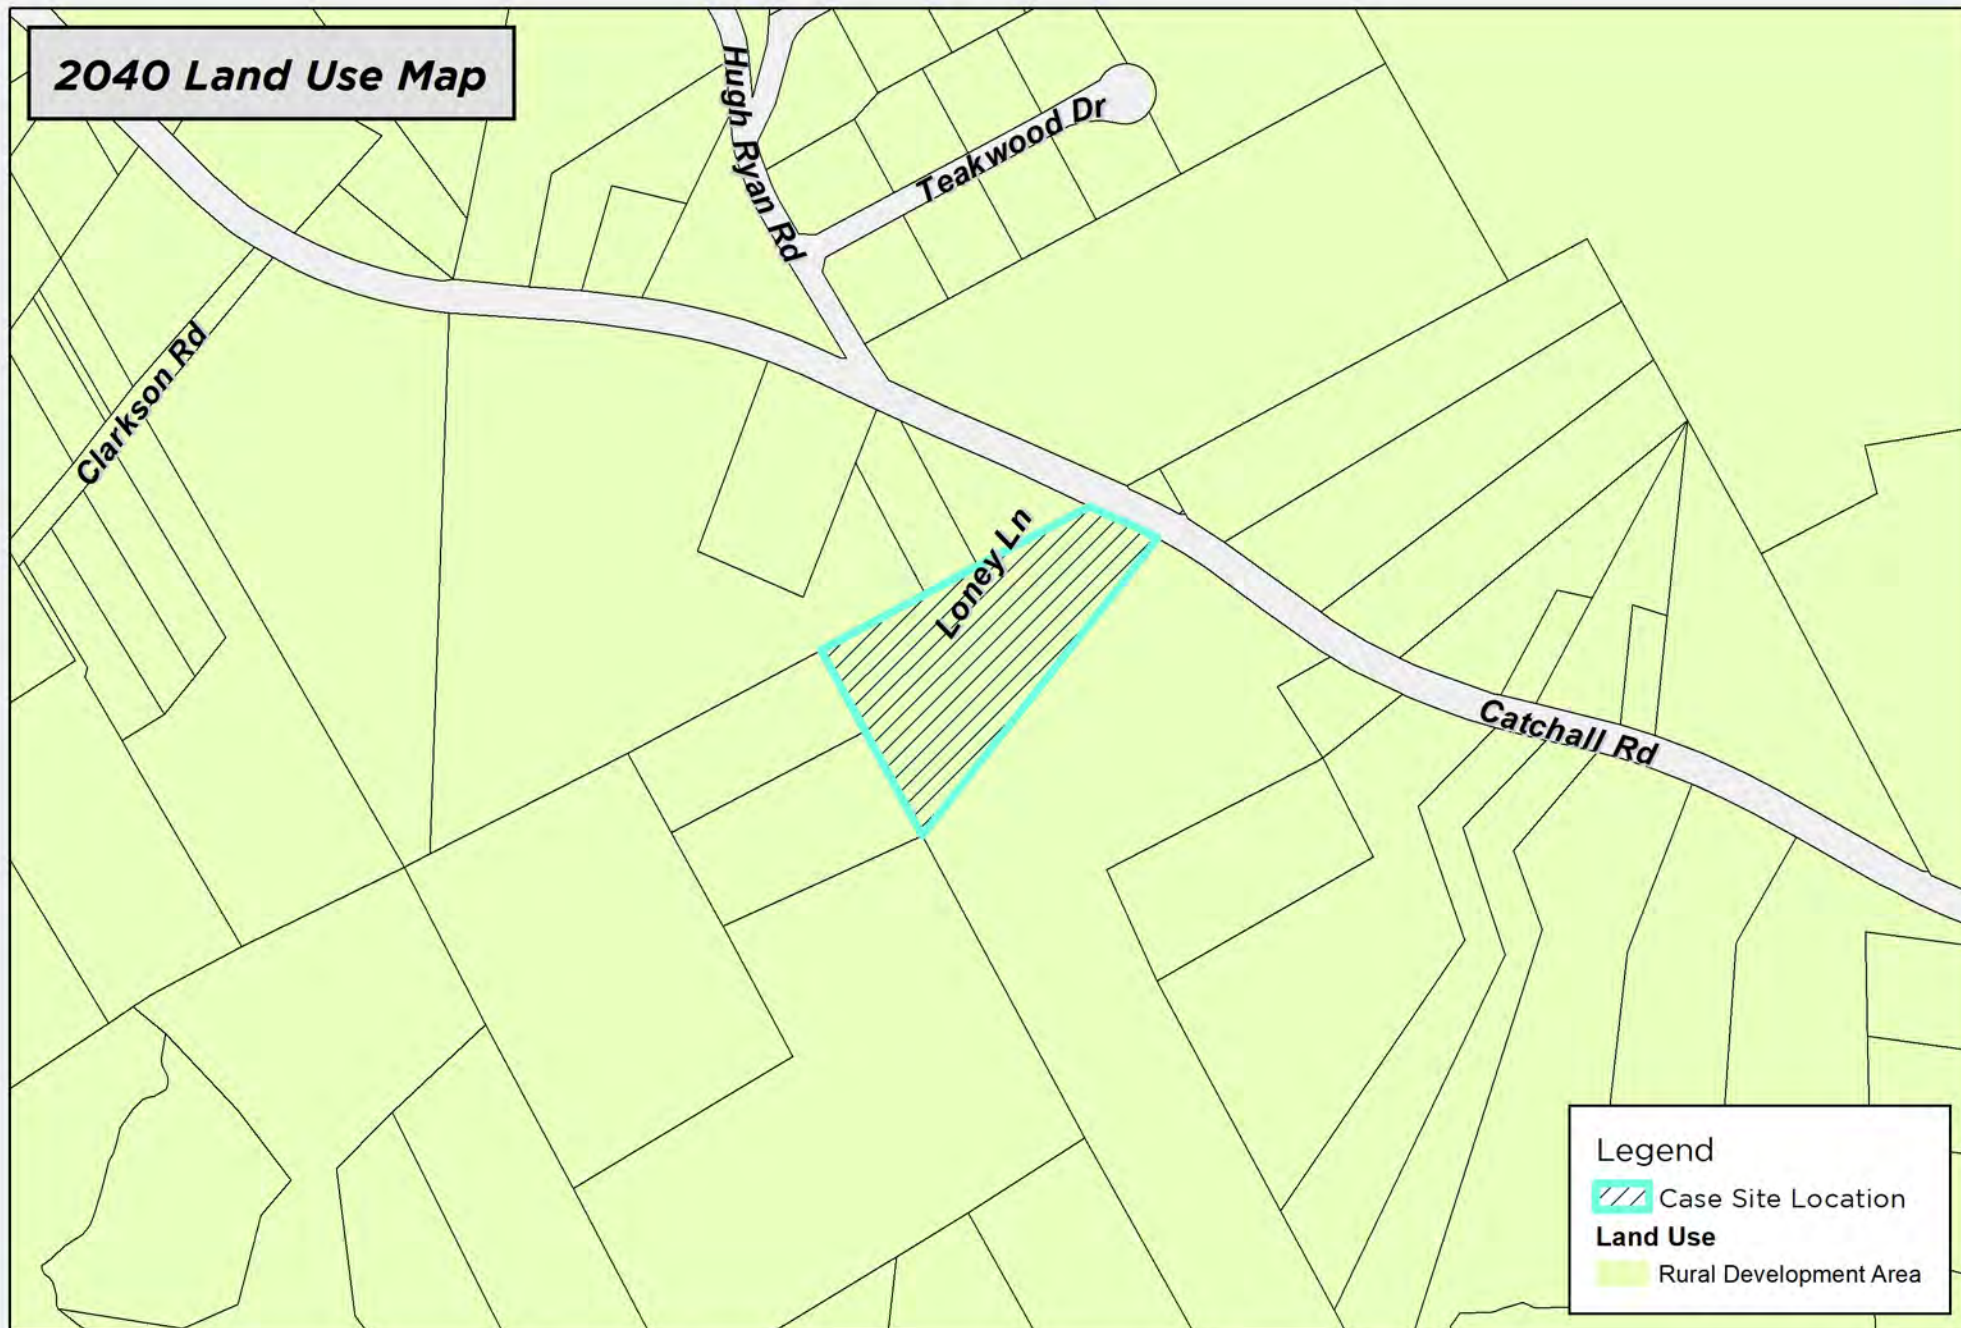 2040 Land Use Map
Hugh Ryan Rd
Teakwood Dr
Clarkson Rd
Loney Ln
Catchall Rd
Legend
Case Site Location
Land Use
Rural Development Area